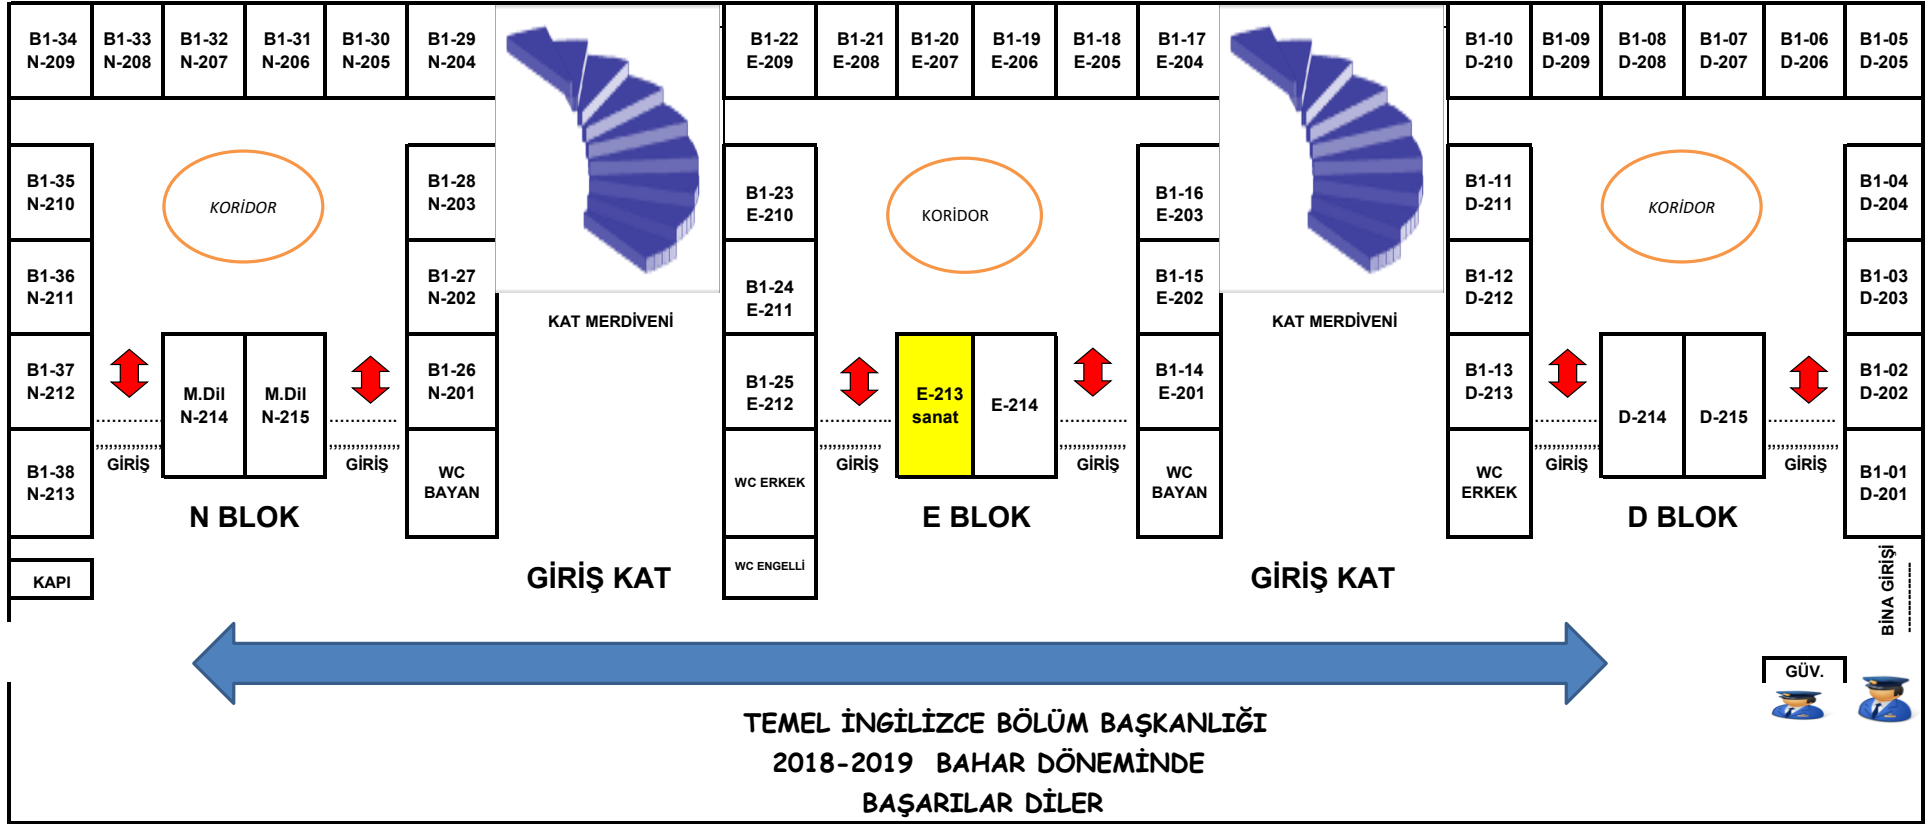 B1-34
N-209
B1-33
N-208
B1-32
N-207
B1-31
N-206
B1-30
N-205
B1-29
N-204
B1-22
E-209
B1-21
E-208
B1-20
E-207
B1-19
E-206
B1-18
E-205
B1-17
E-204
B1-10
D-210
B1-09
D-209
B1-08
D-208
B1-07
D-207
B1-06
D-206
B1-05
D-205
B1-35
N-210
KORİDOR
B1-28
N-203
B1-23
E-210
KORİDOR
B1-16
E-203
B1-11
D-211
KORİDOR
B1-04
D-204
B1-36
N-211
B1-27
N-202
KAT MERDİVENİ
B1-24
E-211
B1-15
E-202
KAT MERDİVENİ
B1-12
D-212
B1-03
D-203
B1-37
N-212
M.Dil
N-214
M.Dil
N-215
B1-26
N-201
B1-25
E-212
E-213
sanat
E-214
B1-14
E-201
B1-13
D-213
D-214
D-215
B1-02
D-202
B1-38
N-213
GİRİŞ
GİRİŞ
WC
BAYAN
WC ERKEK
GİRİŞ
GİRİŞ
WC
BAYAN
WC
ERKEK
GİRİŞ
GİRİŞ
B1-01
D-201
N BLOK
E BLOK
D BLOK
KAPI
GİRİŞ KAT
WC ENGELLİ
GİRİŞ KAT
BİNA GİRİŞİ
GÜV.
TEMEL İNGİLİZCE BÖLÜM BAŞKANLIĞI
2018-2019 BAHAR DÖNEMİNDE
BAŞARILAR DİLER